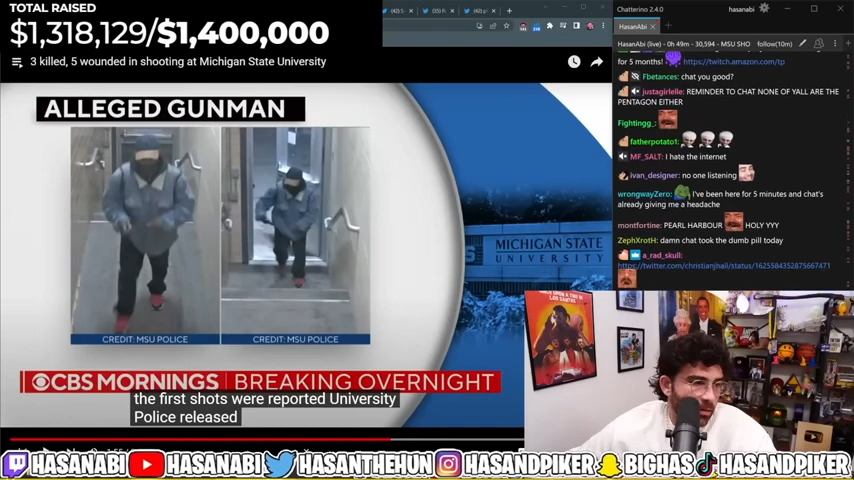 TOTAL RAISED
$1,318,129/$1,400,000
3 killed, 5 wounded in shooting at Michigan State University
ALLEGED GUNMAN
CREDIT: MSU POLICE
CREDIT: MSU POLICE
MICHIGAN STATE
UNIVERSITY
CBS MORNINGS BREAKING OVERNIGHT
the first shots were reported University
Police released
Chatterino 2.4.0
hasanabi
HasanAbi
HasanAbi (live) - 0h 49m - 30,594 - MSU SHO
follow(10m)
for 5 months!
https://twitch.amazon.com/tp
Fbetances: chat you good?
justagirlelle: REMINDER TO CHAT NONE OF YALL ARE THE
PENTAGON EITHER
Fightingg_:
fatherpotato1:
MF_SALT: I hate the internet
ivan_designer: no one listening
wrongwayZero: I've been here for 5 minutes and chat's
already giving me a headache
montfortine: PEARL HARBOUR HOLY YYY
ZephXrotH: damn chat took the dumb pill today
a_rad_skull:
https://twitter.com/christianjhall/status/1625584352875667471
LOS SANTOS
HASANABI HASANABI HASANTHEHUN HASANDPIKER BIGHAS HASANDPIKER